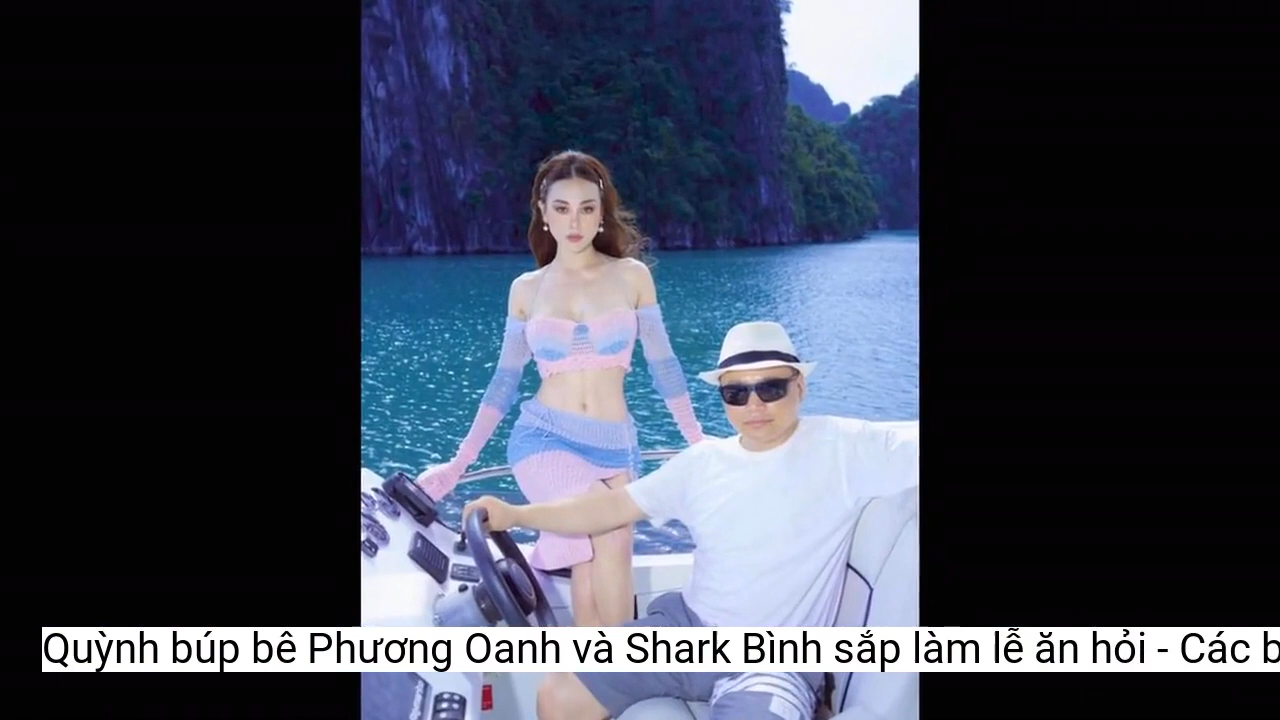 Quỳnh búp bê Phương Oanh và Shark Bình sắp làm lễ ăn hỏi - Các